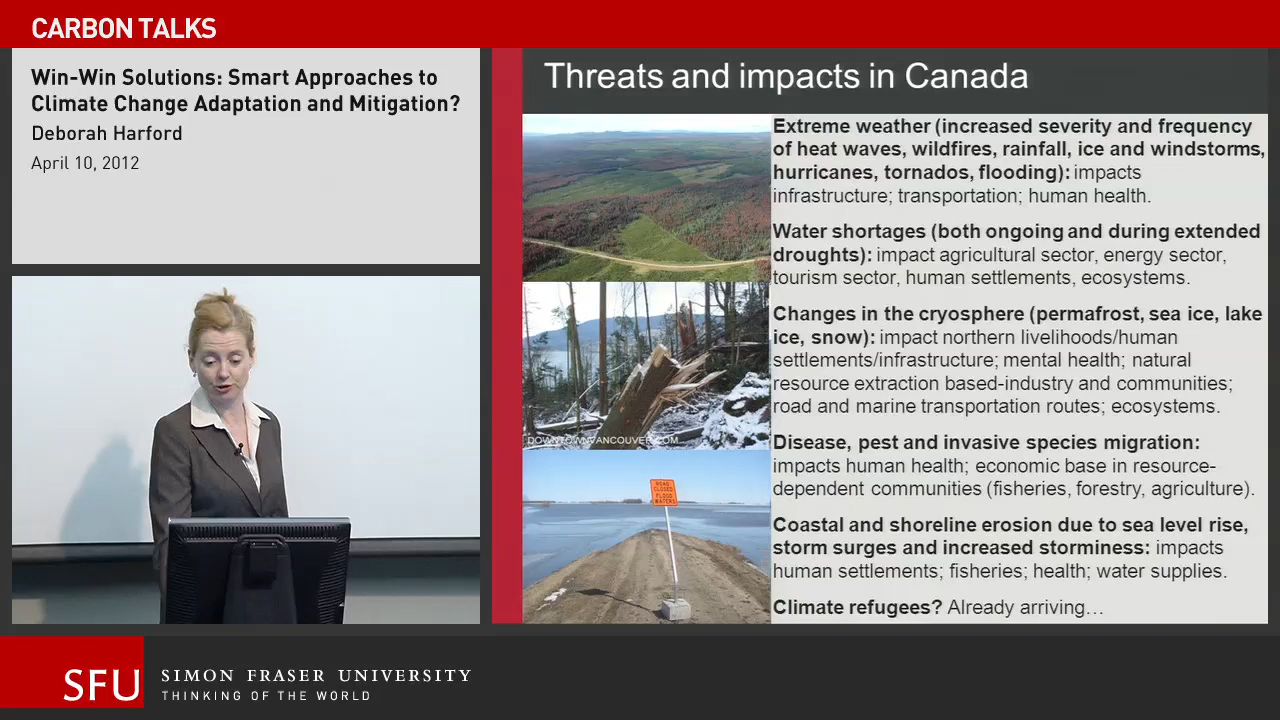 CARBON TALKS
Win-Win Solutions: Smart Approaches to
Climate Change Adaptation and Mitigation?
Deborah Harford
April 10, 2012
Threats and impacts in Canada
Extreme weather (increased severity and frequency
of heat waves, wildfires, rainfall, ice and windstorms,
hurricanes, tornados, flooding): impacts
infrastructure; transportation; human health.
Water shortages (both ongoing and during extended
droughts): impact agricultural sector, energy sector,
tourism sector, human settlements, ecosystems.
Changes in the cryosphere (permafrost, sea ice, lake
ice, snow): impact northern livelihoods/human
settlements/infrastructure; mental health; natural
resource extraction based-industry and communities;
road and marine transportation routes; ecosystems.
Disease, pest and invasive species migration:
impacts human health; economic base in resource-
dependent communities (fisheries, forestry, agriculture).
Coastal and shoreline erosion due to sea level rise,
storm surges and increased storminess: impacts
human settlements; fisheries; health; water supplies.
Climate refugees? Already arriving…
DOWNTOWNVANCOUVER.COM
ROAD
CLOSED
FLOOD
WATERS
SFU
SIMON FRASER UNIVERSITY
THINKING OF THE WORLD